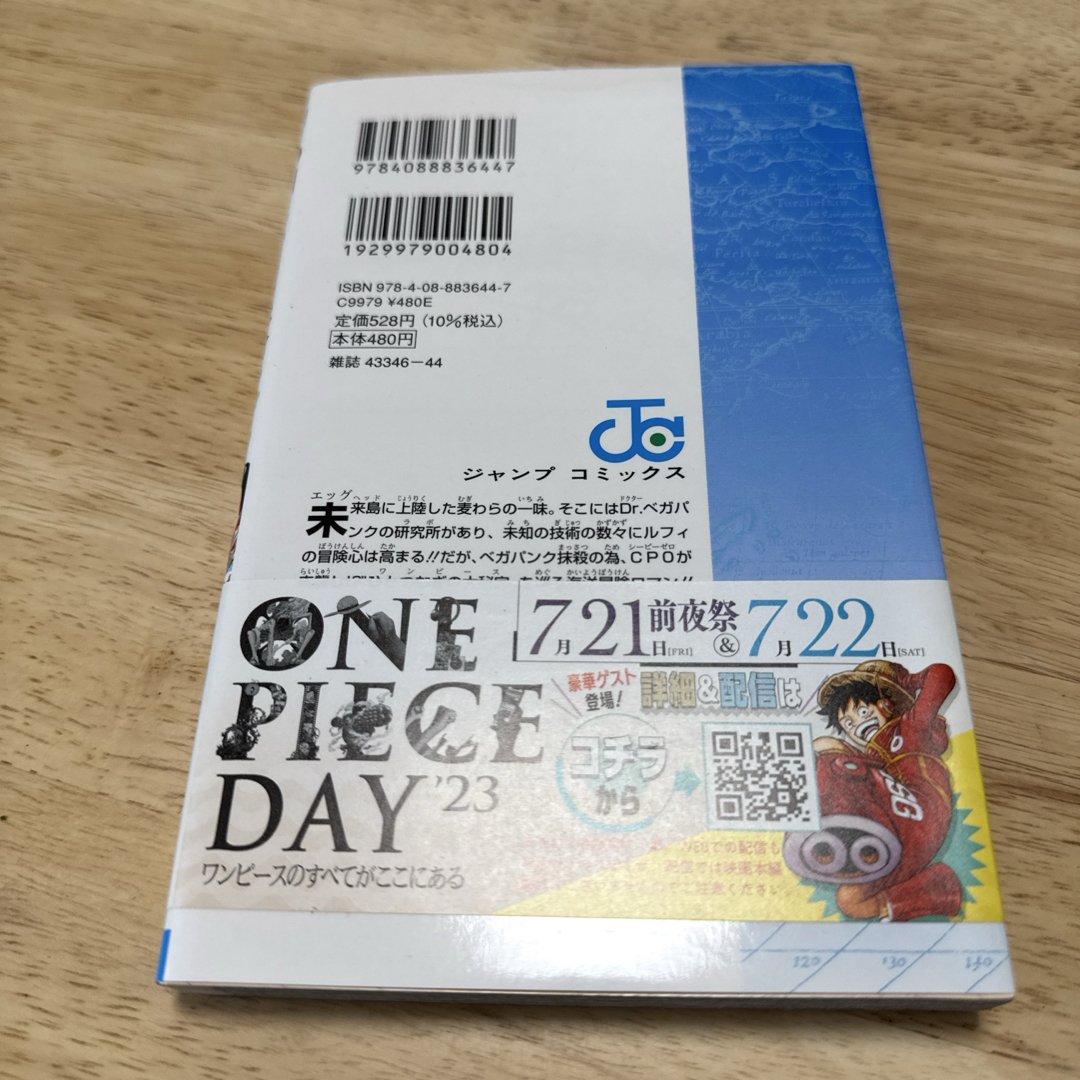 9784088836447
1929979004804
ISBN 978-4-08-883644-7
C9979 ¥480E
定価528円(10%税込)
本体480円
雑誌 43346-44
JC
ジャンプ コミックス
未来島に上陸した麦わらの一味。そこにはDr.ベガパ
ンクの研究所があり、未知の技術の数々にルフィ
の冒険心は高まる!!だが、ベガパンク抹殺の為、CP0が
ONE
PIECE
DAY '23
ワンピースのすべてがここにある
7月21日[FRI] 前夜祭 & 7月22日[SAT]
豪華ゲスト
登場!
詳細&配信は
コチラ
から
120 130 140